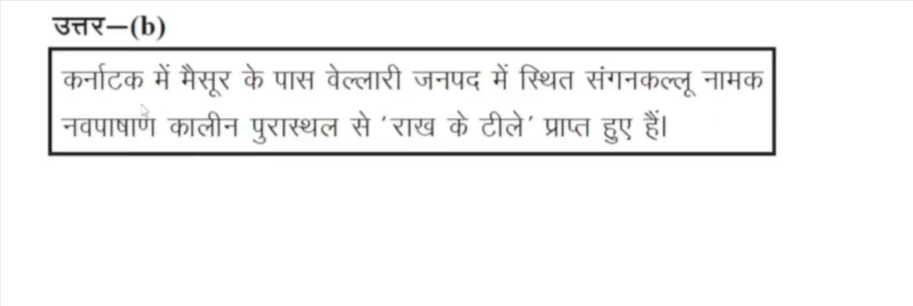 उत्तर—(b)
कर्नाटक में मैसूर के पास वेल्लारी जनपद में स्थित संगनकल्लू नामक
नवपाषाण कालीन पुरास्थल से ‘राख के टीले’ प्राप्त हुए हैं।